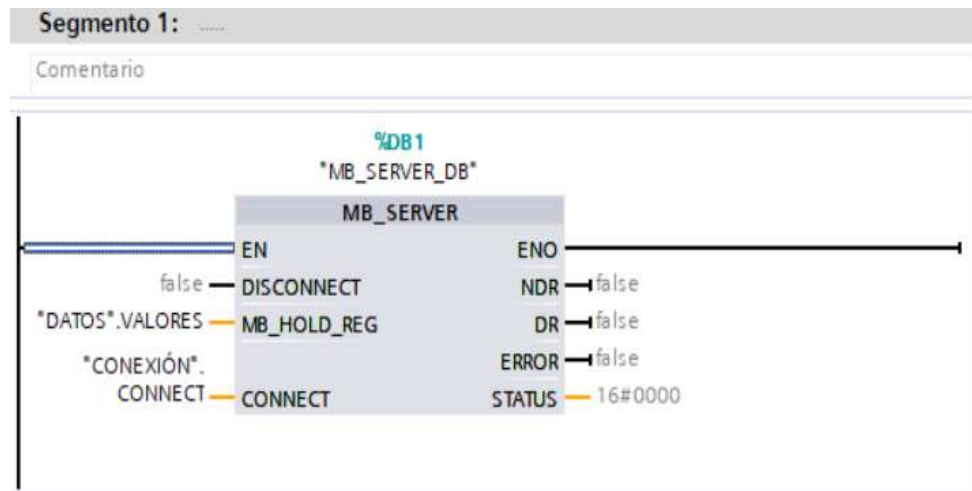 Segmento 1: .....
Comentario
%DB1
"MB_SERVER_DB"
MB_SERVER
EN ENO
false DISCONNECT NDR false
"DATOS".VALORES MB_HOLD_REG DR false
"CONEXIÓN". ERROR false
CONNECT CONNECT STATUS 16#0000